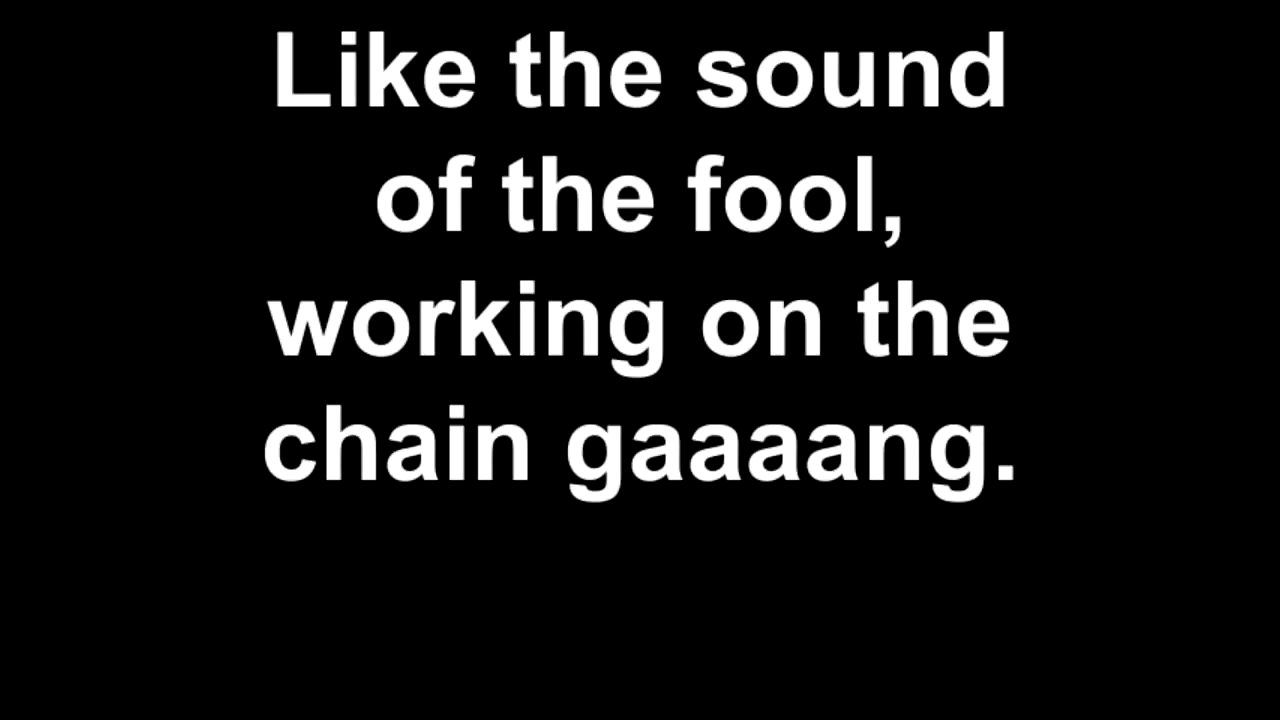 Like the sound
of the fool,
working on the
chain gaaaang.